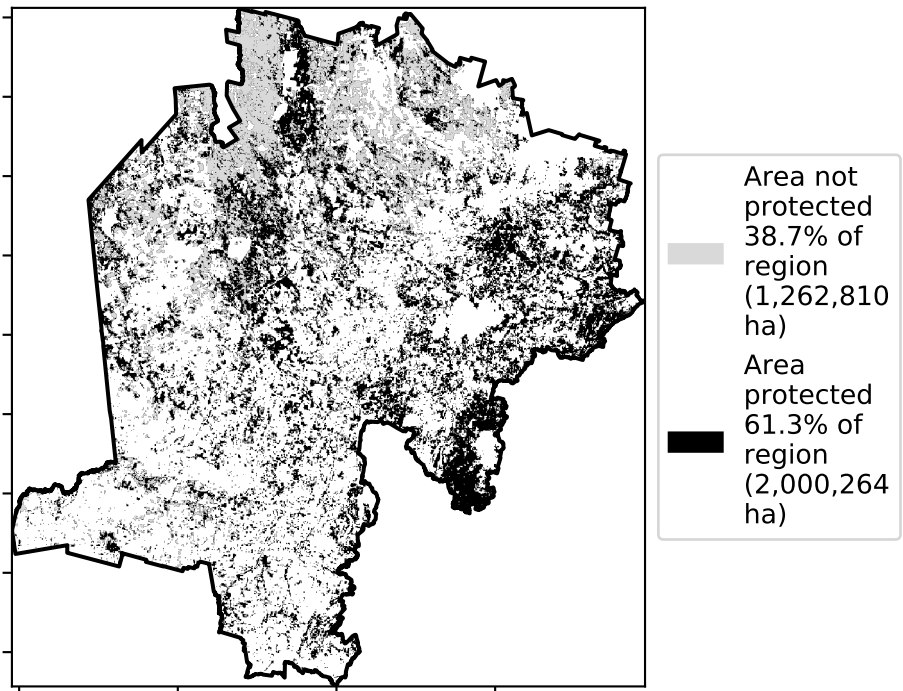 Area not
protected
38.7% of
region
(1,262,810
ha)
Area
protected
61.3% of
region
(2,000,264
ha)